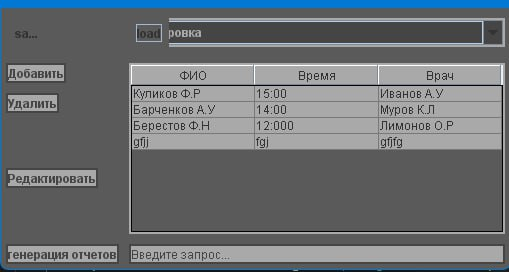 sa... load ровка
Добавить
Удалить
Редактировать
ФИО Время Врач
Куликов Ф.Р 15:00 Иванов А.У
Барченков А.У 14:00 Муров К.Л
Берестов Ф.Н 12:000 Лимонов О.Р
gfjj fgj gfjfg
генерация отчетов Введите запрос...